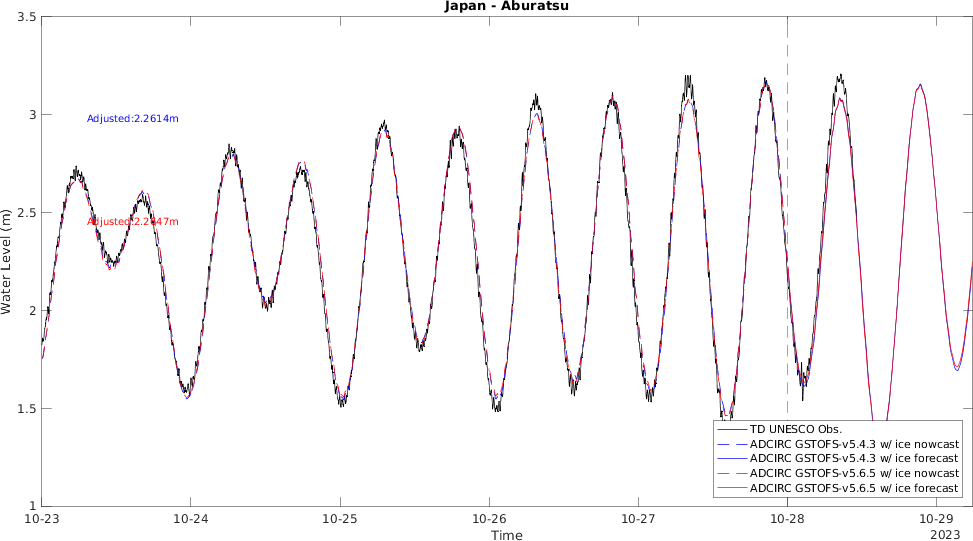 Japan - Aburatsu
Water Level (m)
3.5
3
2.5
2
1.5
1
Adjusted:2.2614m
Adjusted:2.2447m
TD UNESCO Obs.
ADCIRC GSTOFS-v5.4.3 w/ ice nowcast
ADCIRC GSTOFS-v5.4.3 w/ ice forecast
ADCIRC GSTOFS-v5.6.5 w/ ice nowcast
ADCIRC GSTOFS-v5.6.5 w/ ice forecast
10-23 10-24 10-25 10-26 10-27 10-28 10-29
Time
2023